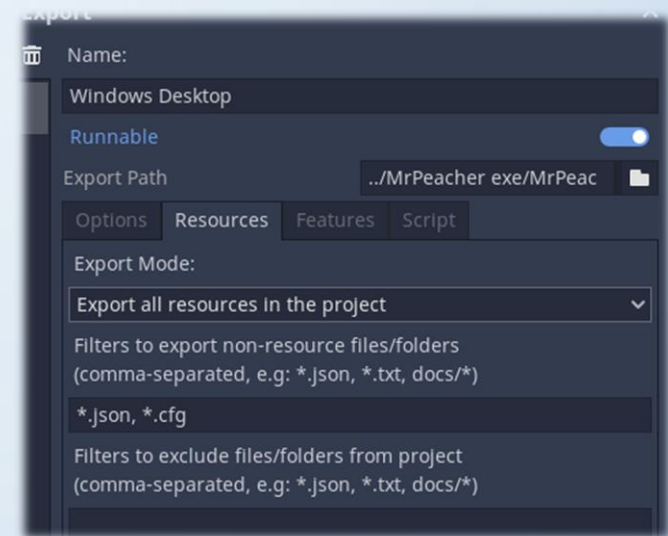 Export
Name:
Windows Desktop
Runnable
Export Path
../MrPeacher exe/MrPeac
Options Resources Features Script
Export Mode:
Export all resources in the project
Filters to export non-resource files/folders
(comma-separated, e.g: *.json, *.txt, docs/*)
*.json, *.cfg
Filters to exclude files/folders from project
(comma-separated, e.g: *.json, *.txt, docs/*)